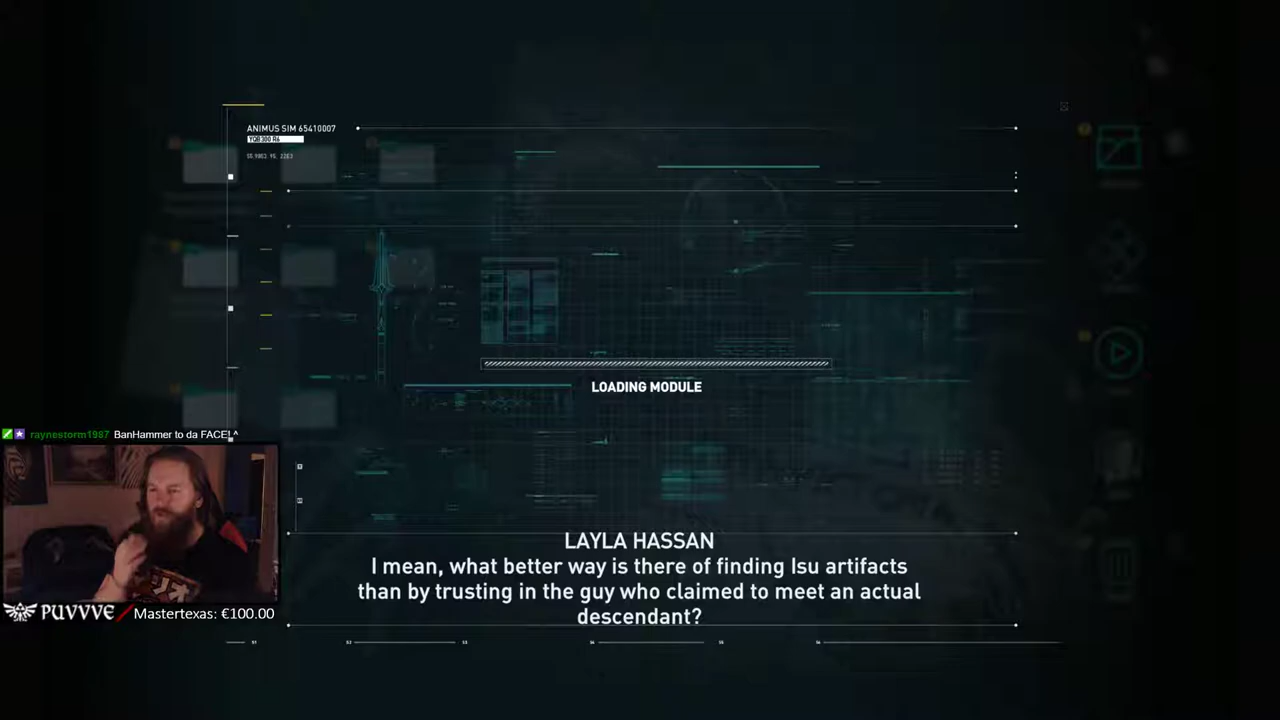 ANIMUS SIM 65410007
LOADING MODULE
raynestorm1987 BanHammer to da FACE! ^
LAYLA HASSAN
I mean, what better way is there of finding Isu artifacts
than by trusting in the guy who claimed to meet an actual
descendant?
PUVVVE Mastertexas: €100.00